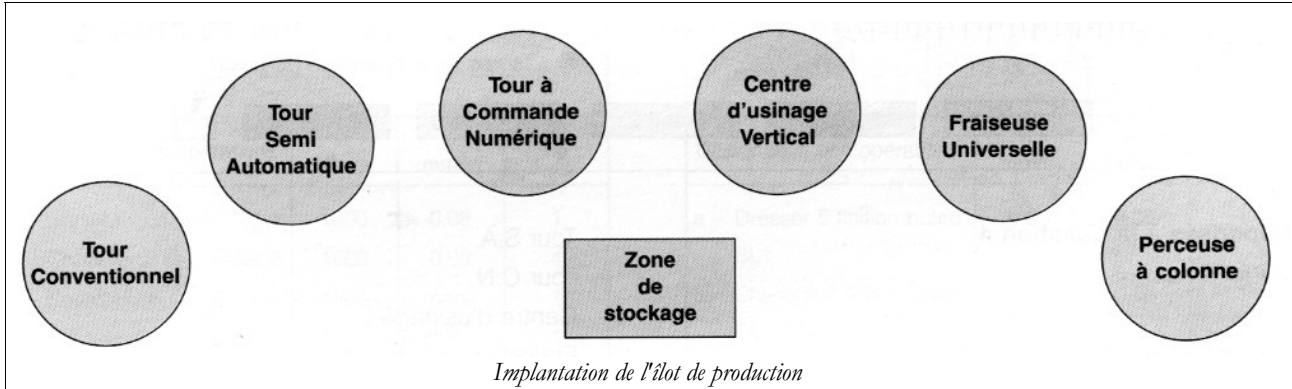 Tour
Conventionnel
Tour
Semi
Automatique
Tour à
Commande
Numérique
Centre
d'usinage
Vertical
Fraiseuse
Universelle
Perceuse
à colonne
Zone
de
stockage
Implantation de l'îlot de production